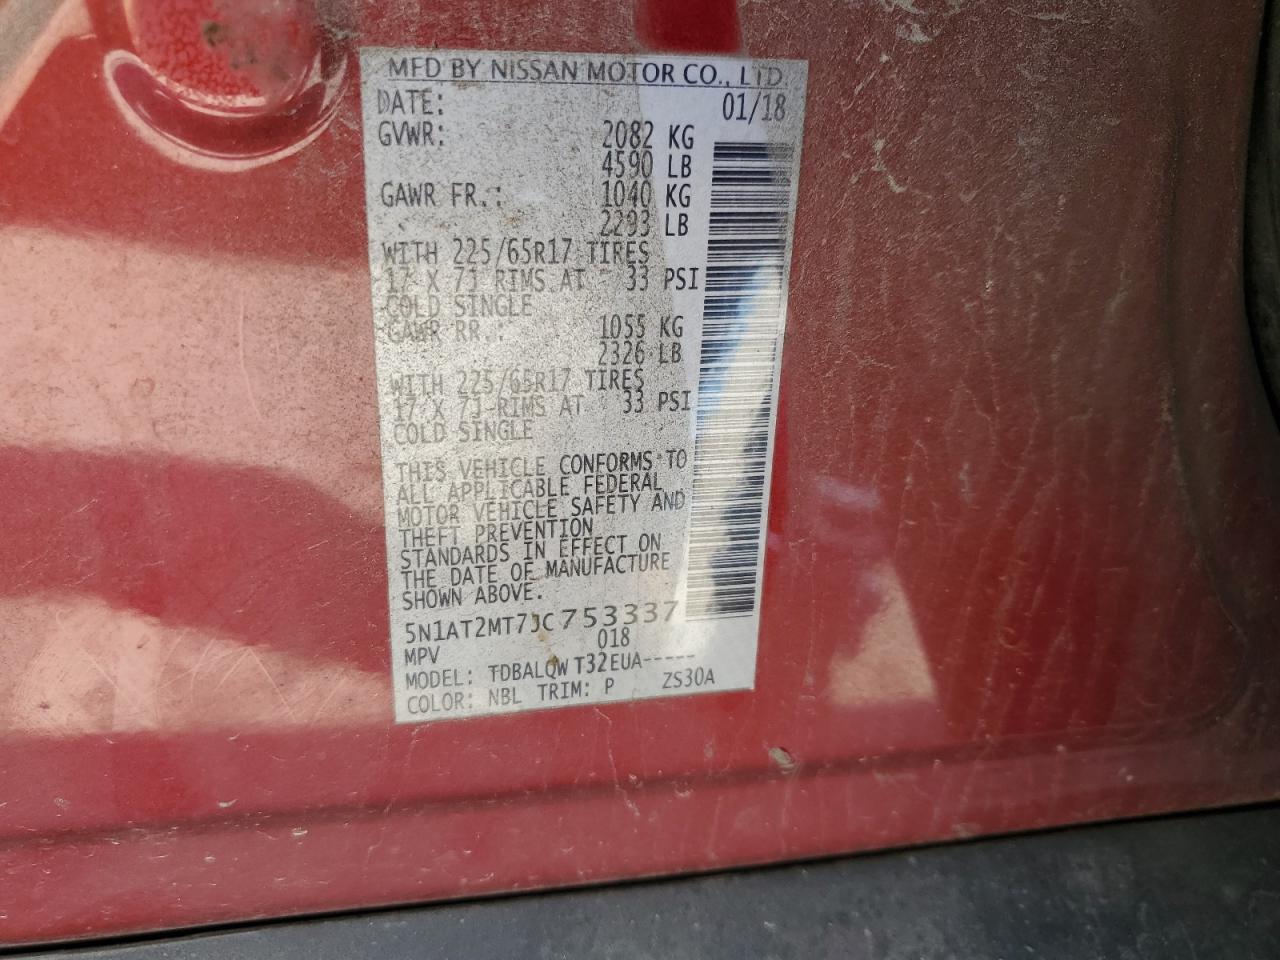 MFD BY NISSAN MOTOR CO., LTD.
DATE: 01/18
GVWR: 2082 KG
4590 LB
GAWR FR.: 1040 KG
2293 LB
WITH 225/65R17 TIRES
17 X 7J RIMS AT 33 PSI
COLD SINGLE
GAWR RR.: 1055 KG
2326 LB
WITH 225/65R17 TIRES
17 X 7J RIMS AT 33 PSI
COLD SINGLE
THIS VEHICLE CONFORMS TO
ALL APPLICABLE FEDERAL
MOTOR VEHICLE SAFETY AND
THEFT PREVENTION
STANDARDS IN EFFECT ON
THE DATE OF MANUFACTURE
SHOWN ABOVE.
5N1AT2MT7JC753337
MPV 018
MODEL: TDBALQW T32EUA-----
COLOR: NBL TRIM: P ZS30A